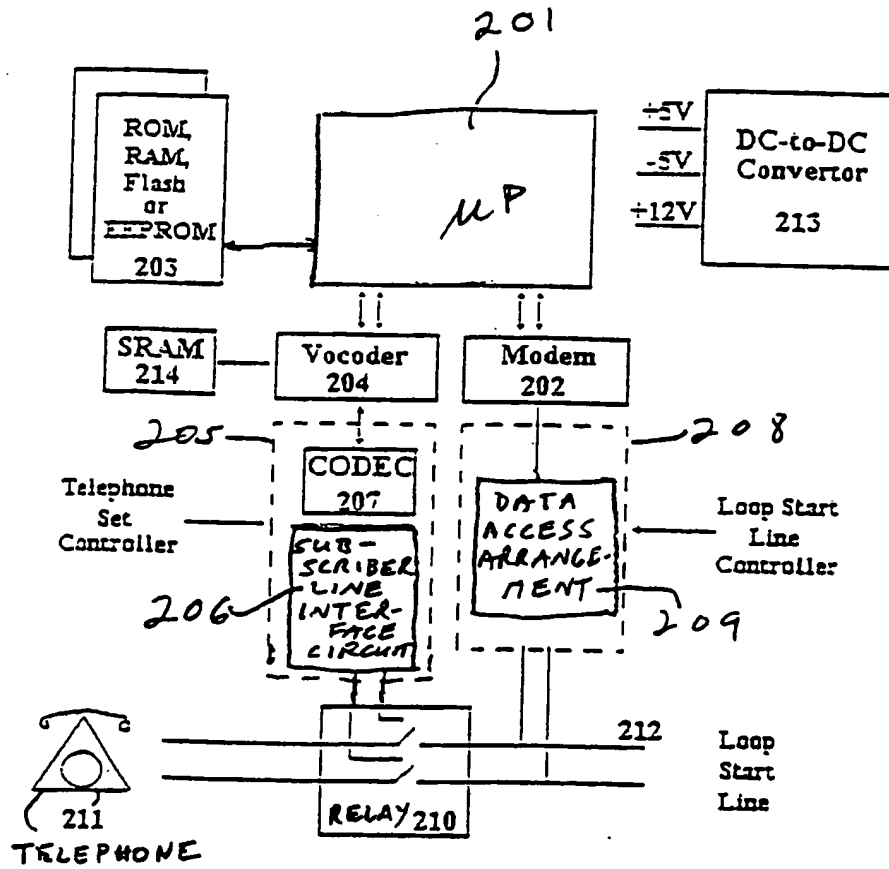 201
ROM,
RAM,
Flash
or
EEPROM
203
μP
+5V
-5V
+12V
DC-to-DC
Convertor
213
SRAM
214
Vocoder
204
Modem
202
205
208
CODEC
207
Telephone
Set
Controller
SUB-
SCRIBER
LINE
INTER-
FACE
CIRCUIT
206
DATA
ACCESS
ARRANGE-
MENT
209
Loop Start
Line
Controller
212
Loop
Start
Line
RELAY 210
211
TELEPHONE